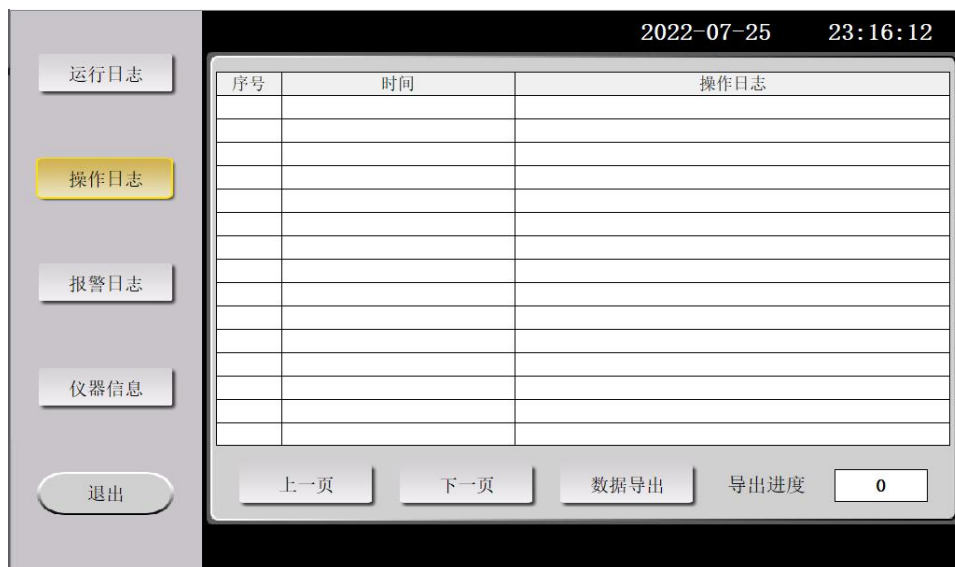 2022-07-25 23:16:12
运行日志
操作日志
报警日志
仪器信息
退出
序号 时间 操作日志
上一页 下一页 数据导出 导出进度 0